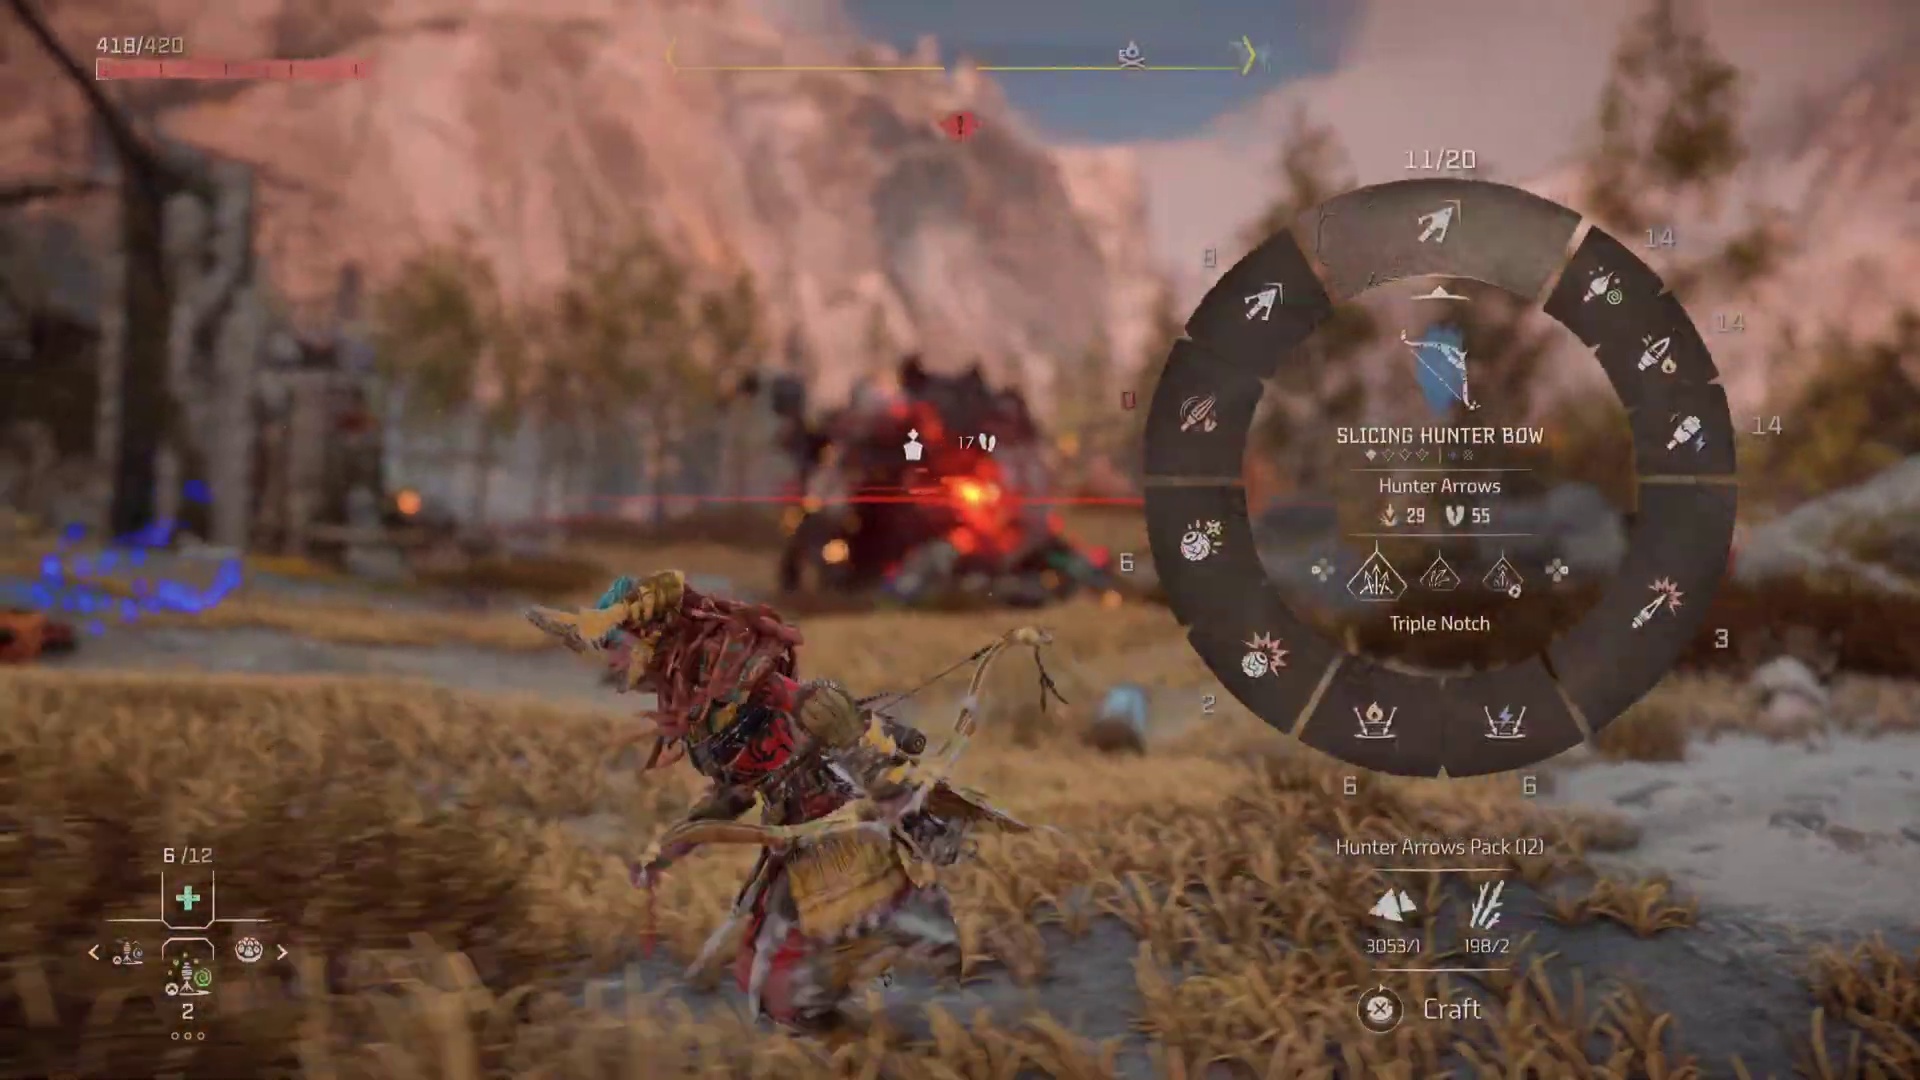 418/420
11/20
14
14
14
17
SLICING HUNTER BOW
Hunter Arrows
29 55
6
Triple Notch
3
2
6 6
Hunter Arrows Pack (12)
6/12
3053/1 198/2
2
Craft